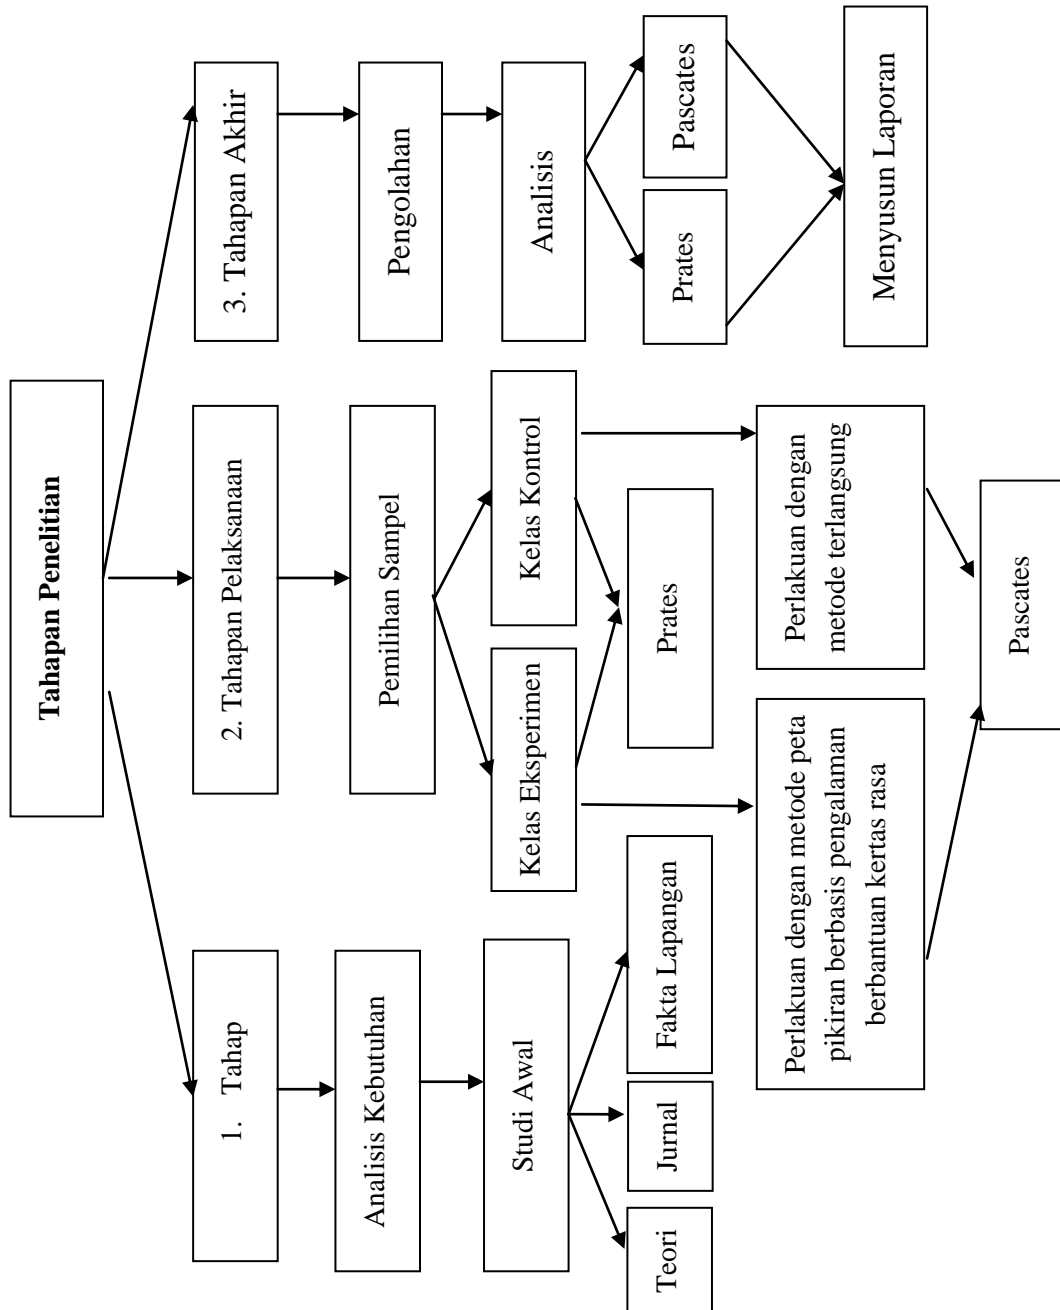 Tahapan Penelitian
1. Tahap
Analisis Kebutuhan
Studi Awal
Teori
Jurnal
Fakta Lapangan
2. Tahapan Pelaksanaan
Pemilihan Sampel
Kelas Eksperimen
Kelas Kontrol
Prates
Perlakuan dengan metode peta
pikiran berbasis pengalaman
berbantuan kertas rasa
Perlakuan dengan
metode terlangsung
Pascates
3. Tahapan Akhir
Pengolahan
Analisis
Prates
Pascates
Menyusun Laporan